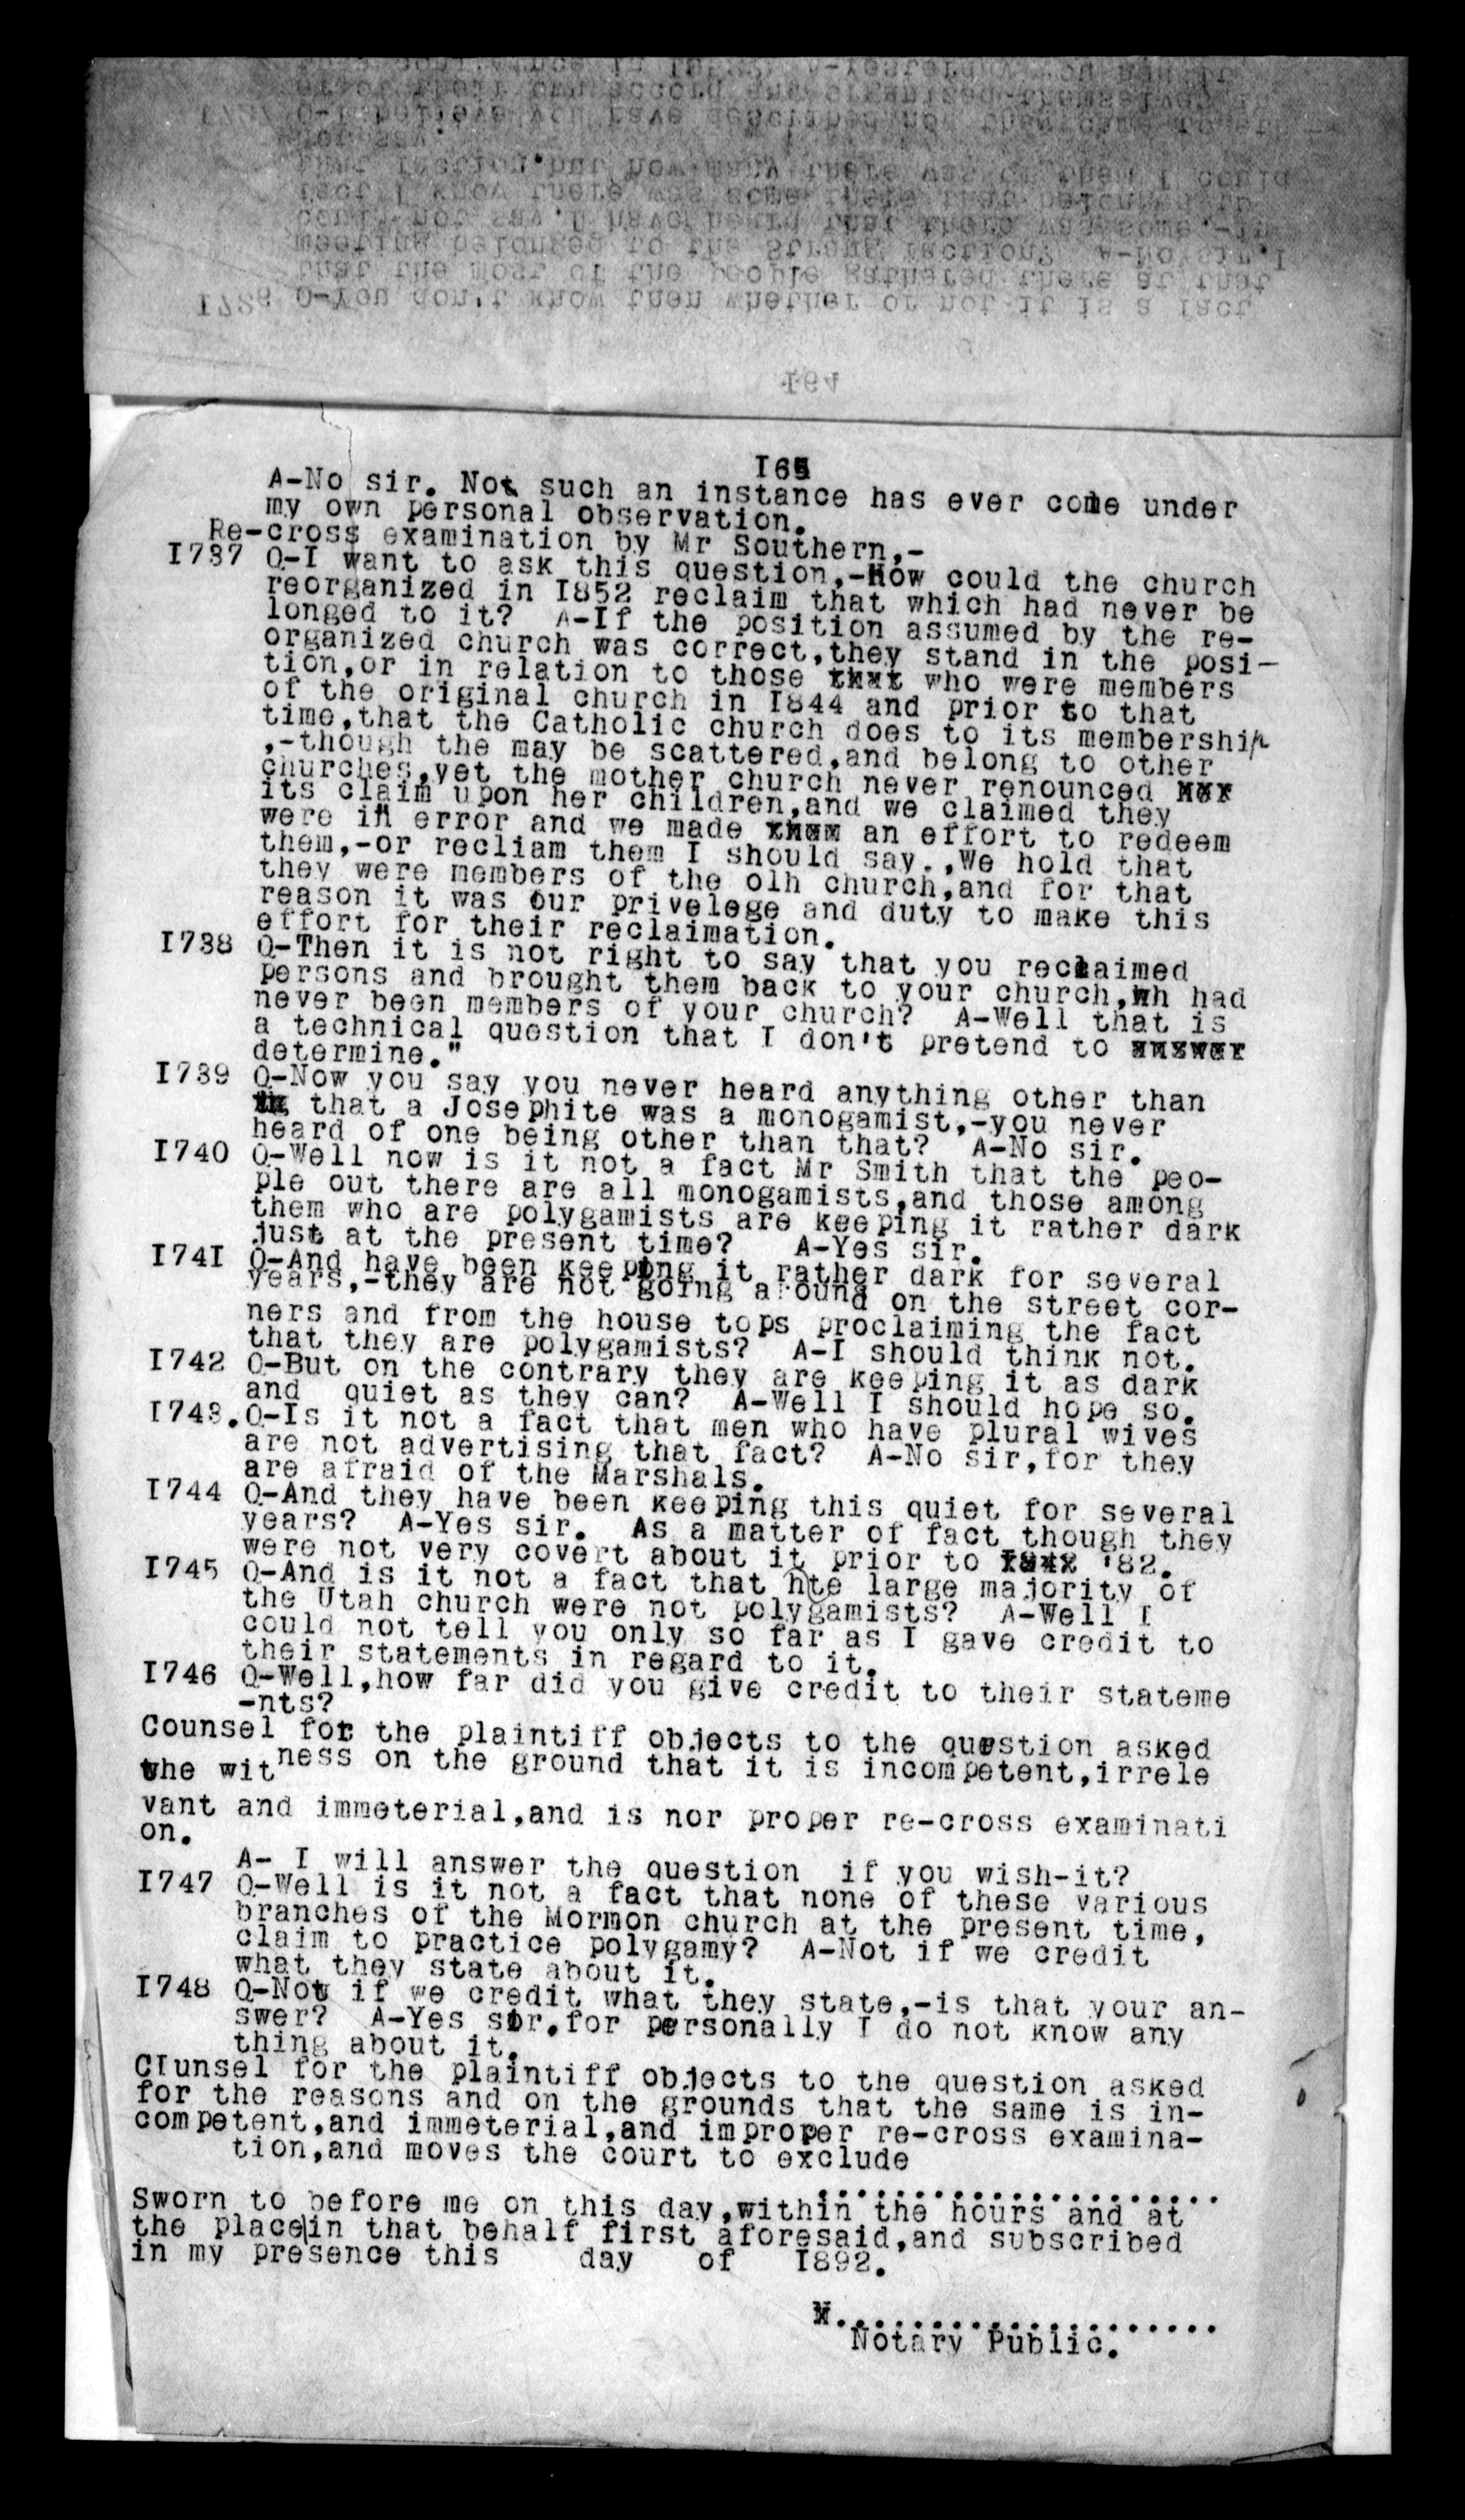 I65
A-No sir. Not such an instance has ever come under
my own personal observation.
Re-cross examination by Mr Southern,-
I737 Q-I want to ask this question,-How could the church
reorganized in I852 reclaim that which had never be
longed to it? A-If the position assumed by the re-
organized church was correct,they stand in the posi-
tion,or in relation to those that who were members
of the original church in I844 and prior to that
time,that the Catholic church does to its membership
,-though the may be scattered,and belong to other
churches,yet the mother church never renounced
its claim upon her children,and we claimed they
were in error and we made an effort to redeem
them,-or recliam them I should say.,We hold that
they were members of the olh church,and for that
reason it was our privelege and duty to make this
effort for their reclaimation.
I738 Q-Then it is not right to say that you reclaimed
persons and brought them back to your church,wh had
never been members of your church? A-Well that is
a technical question that I don't pretend to answer
determine."
I739 Q-Now you say you never heard anything other than
that a Josephite was a monogamist,-you never
heard of one being other than that? A-No sir.
I740 Q-Well now is it not a fact Mr Smith that the peo-
ple out there are all monogamists,and those among
them who are polygamists are keeping it rather dark
just at the present time? A-Yes sir.
I74I Q-And have been keeping it rather dark for several
years,-they are not going around on the street cor-
ners and from the house tops proclaiming the fact
that they are polygamists? A-I should think not.
I742 Q-But on the contrary they are keeping it as dark
and quiet as they can? A-Well I should hope so.
I743.Q-Is it not a fact that men who have plural wives
are not advertising that fact? A-No sir,for they
are afraid of the Marshals.
I744 Q-And they have been keeping this quiet for several
years? A-Yes sir. As a matter of fact though they
were not very covert about it prior to I842 '82.
I745 Q-And is it not a fact that hte large majority of
the Utah church were not polygamists? A-Well I
could not tell you only so far as I gave credit to
their statements in regard to it.
I746 Q-Well,how far did you give credit to their stateme
-nts?
Counsel for the plaintiff objects to the question asked
the witness on the ground that it is incompetent,irrele
vant and immeterial,and is nor proper re-cross examinati
on.
A- I will answer the question if you wish-it?
I747 Q-Well is it not a fact that none of these various
branches of the Mormon church at the present time,
claim to practice polygamy? A-Not if we credit
what they state about it.
I748 Q-Not if we credit what they state,-is that your an-
swer? A-Yes sir,for personally I do not know any
thing about it.
CIunsel for the plaintiff objects to the question asked
for the reasons and on the grounds that the same is in-
competent,and immeterial,and improper re-cross examina-
tion,and moves the court to exclude
....................
Sworn to before me on this day,within the hours and at
the place in that behalf first aforesaid,and subscribed
in my presence this day of I892.
....................
Notary Public.